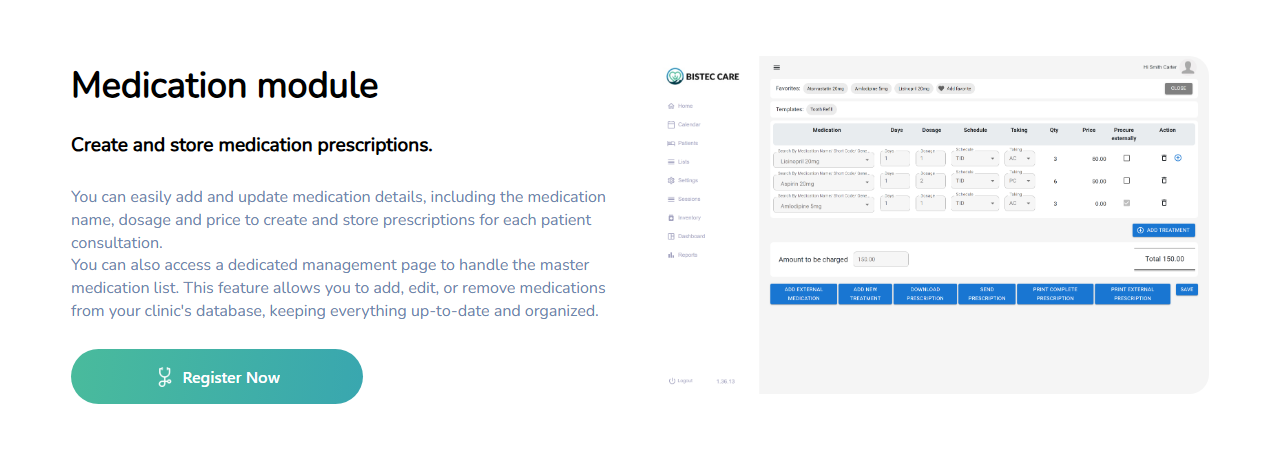 Medication module
Create and store medication prescriptions.
You can easily add and update medication details, including the medication
name, dosage and price to create and store prescriptions for each patient
consultation.
You can also access a dedicated management page to handle the master
medication list. This feature allows you to add, edit, or remove medications
from your clinic's database, keeping everything up-to-date and organized.
Register Now
BISTEC CARE
Home
Calendar
Patients
Lists
Settings
Sessions
Inventory
Dashboard
Reports
Logout 1.36.13
Hi Smith Carter
Favorites: 20mg Amlodipine 5mg Lisinopril 20mg Add favorite CLOSE
Templates: Tooth Refill
Medication Days Dosage Schedule Taking Qty Price Procure externally Action
Search By Medication Name/ Short Code/ Gene... Days Dosage Schedule Taking
Lisinopril 20mg 1 1 TID AC 3 60.00
Search By Medication Name/ Short Code/ Gene... Days Dosage Schedule Taking
Aspirin 20mg 1 2 TID PC 6 90.00
Search By Medication Name/ Short Code/ Gene... Days Dosage Schedule Taking
Amlodipine 5mg 1 1 TID AC 3 0.00
ADD TREATMENT
Amount to be charged 150.00 Total 150.00
ADD EXTERNAL MEDICATION
ADD NEW TREATMENT
DOWNLOAD PRESCRIPTION
SEND PRESCRIPTION
PRINT COMPLETE PRESCRIPTION
PRINT EXTERNAL PRESCRIPTION
SAVE